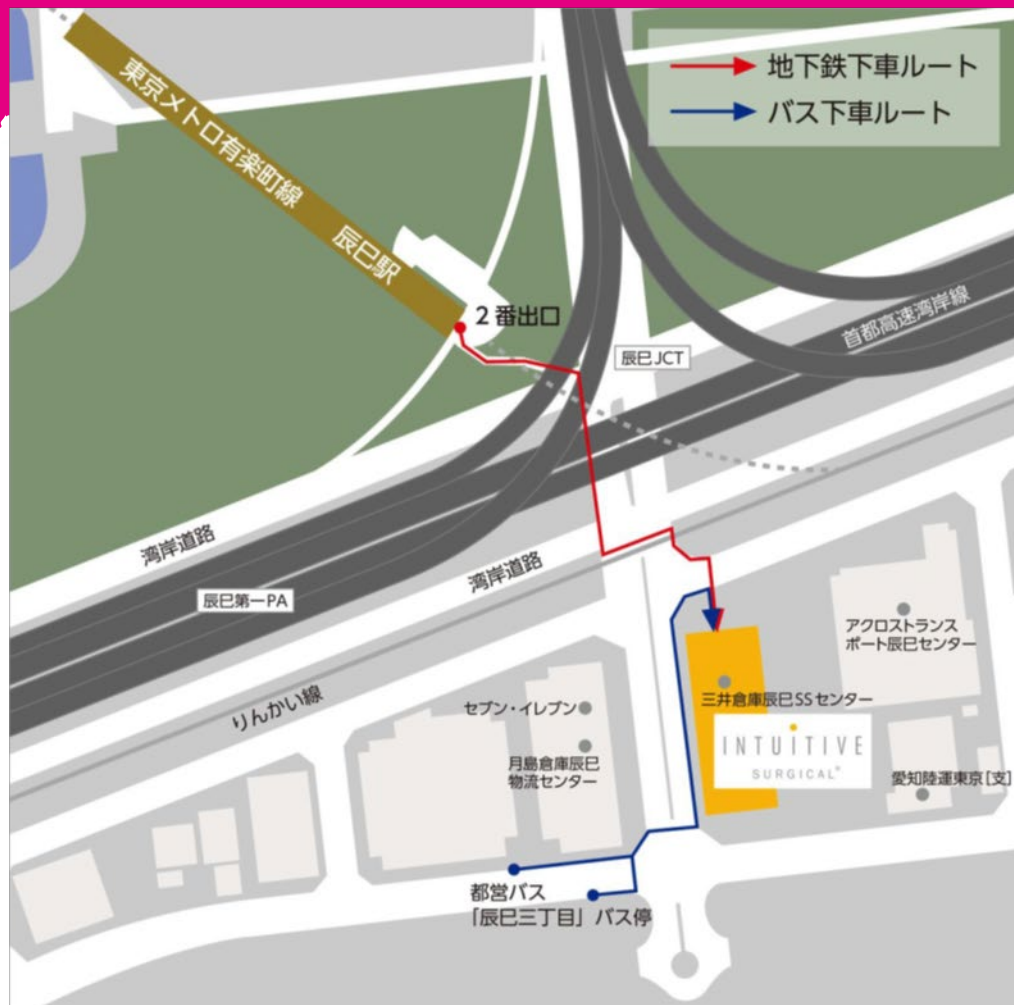 地下鉄下車ルート
バス下車ルート
東京メトロ有楽町線 辰巳駅
2番出口
辰巳JCT
首都高速湾岸線
湾岸道路
湾岸道路
辰巳第一PA
りんかい線
アクロストランス
ポート辰巳センター
三井倉庫辰巳SSセンター
セブン・イレブン
INTUITIVE
SURGICAL®
月島倉庫辰巳
物流センター
愛知陸運東京[支]
都営バス
「辰巳三丁目」バス停